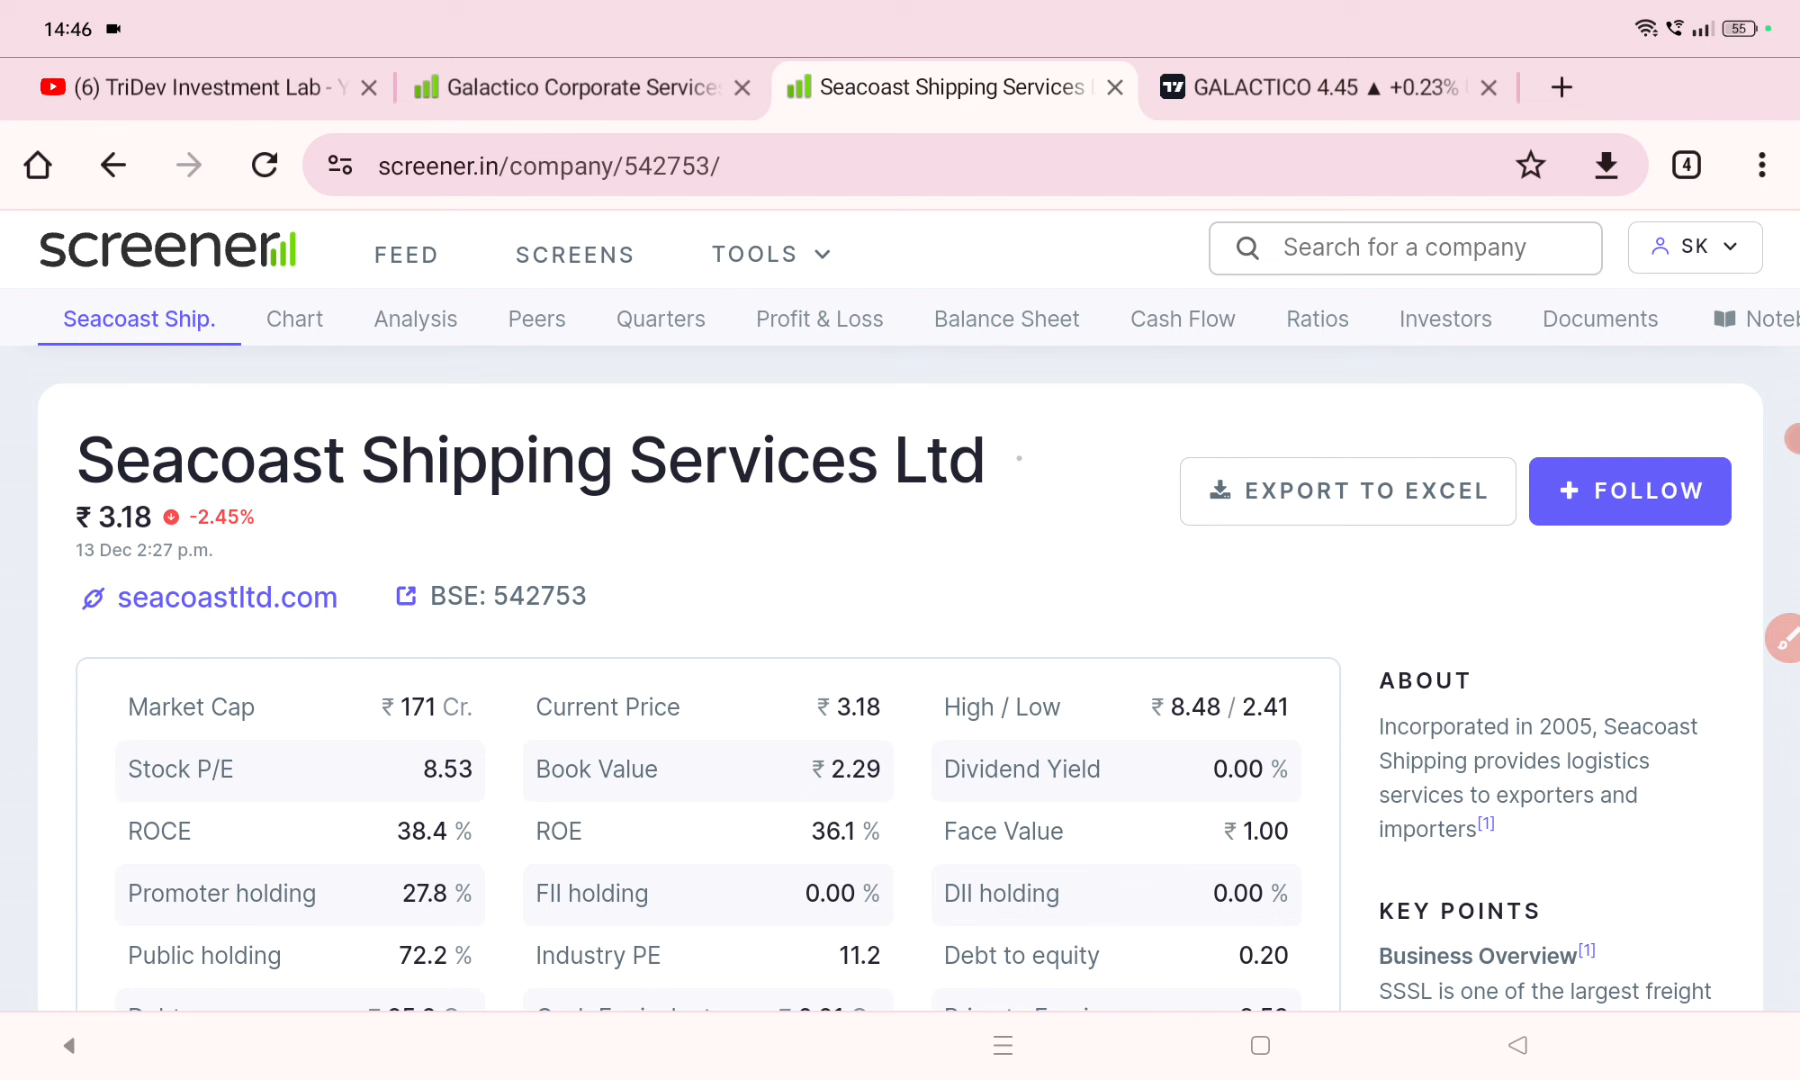 14:46
55
(6) TriDev Investment Lab - Y
Galactico Corporate Services
Seacoast Shipping Services
GALACTICO 4.45 ▲ +0.23%
screener.in/company/542753/
4
screener
FEED
SCREENS
TOOLS
Search for a company
SK
Seacoast Ship.
Chart
Analysis
Peers
Quarters
Profit & Loss
Balance Sheet
Cash Flow
Ratios
Investors
Documents
Noteb
Seacoast Shipping Services Ltd
EXPORT TO EXCEL
FOLLOW
₹ 3.18 -2.45%
13 Dec 2:27 p.m.
seacoastltd.com
BSE: 542753
Market Cap ₹ 171 Cr.
Current Price ₹ 3.18
High / Low ₹ 8.48 / 2.41
Stock P/E 8.53
Book Value ₹ 2.29
Dividend Yield 0.00 %
ROCE 38.4 %
ROE 36.1 %
Face Value ₹ 1.00
Promoter holding 27.8 %
FII holding 0.00 %
DII holding 0.00 %
Public holding 72.2 %
Industry PE 11.2
Debt to equity 0.20
ABOUT
Incorporated in 2005, Seacoast
Shipping provides logistics
services to exporters and
importers[1]
KEY POINTS
Business Overview[1]
SSSL is one of the largest freight